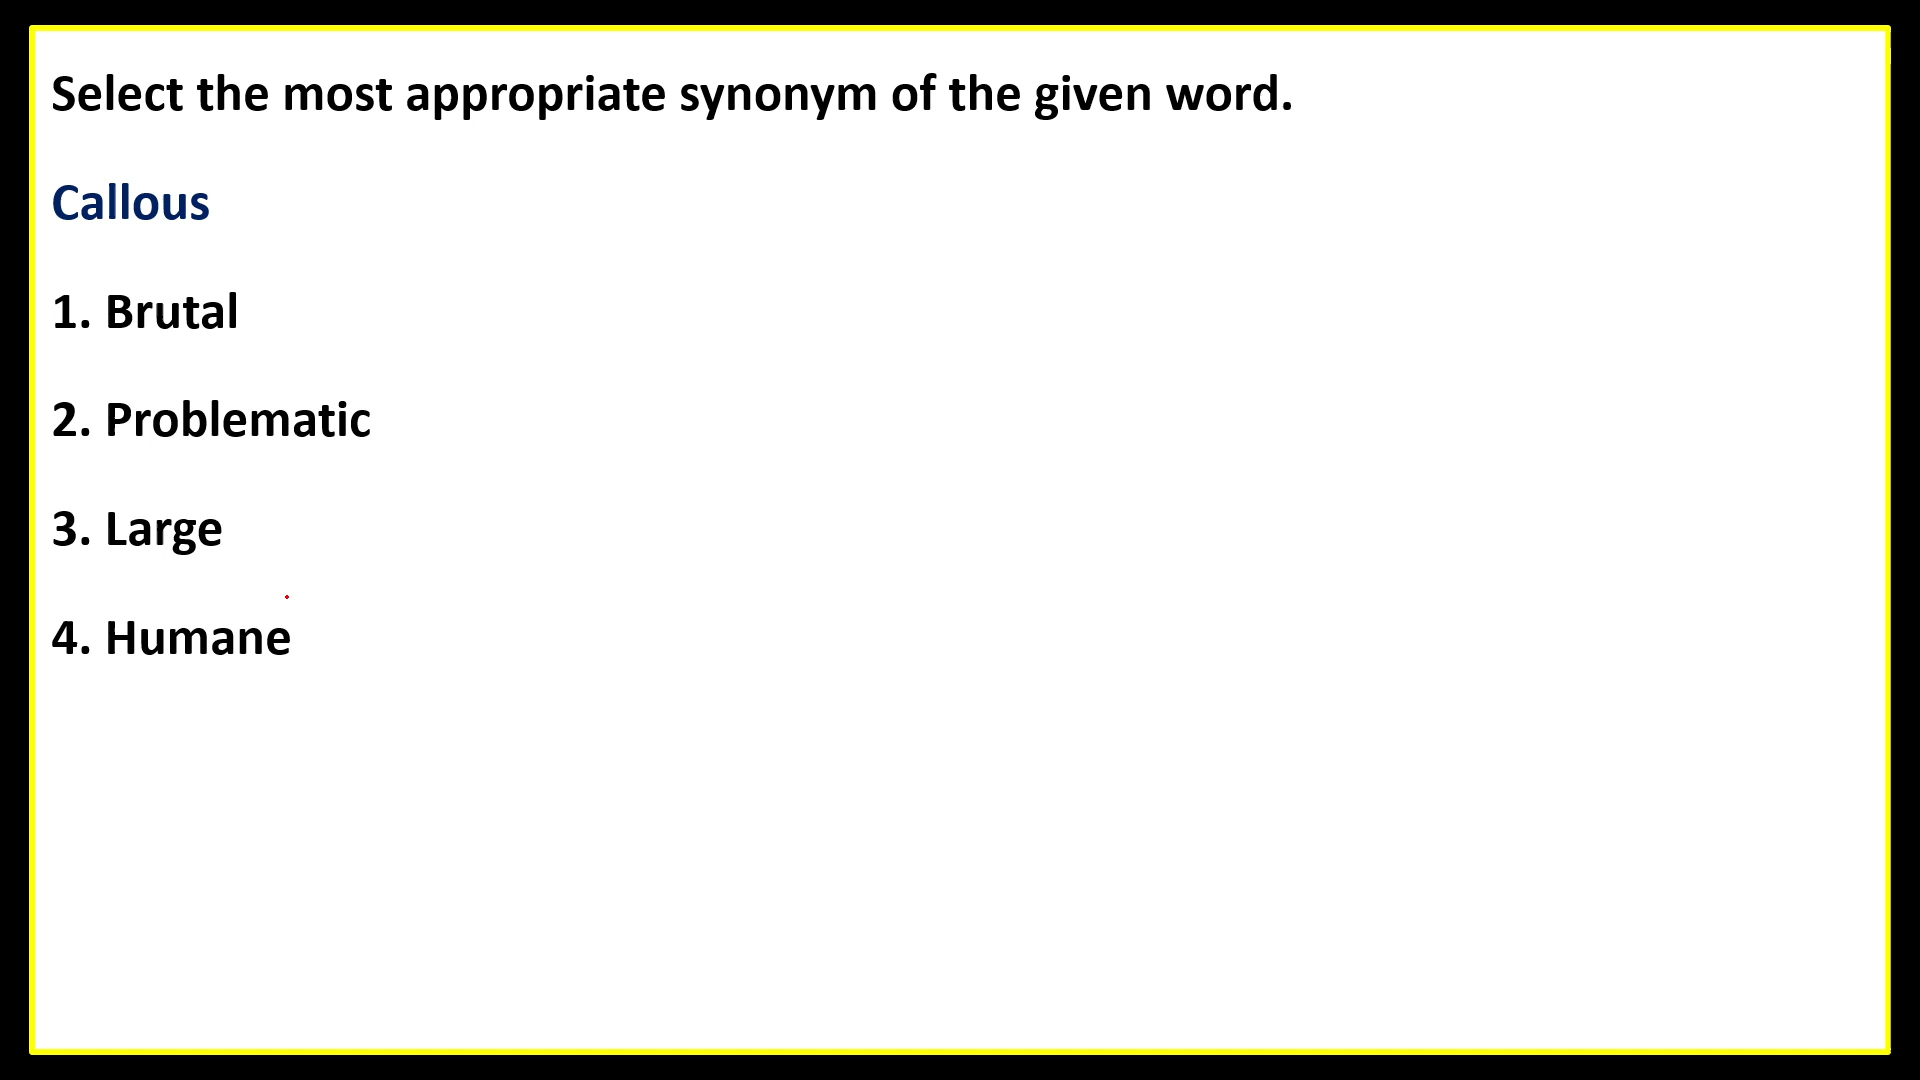 Select the most appropriate synonym of the given word.
Callous
1. Brutal
2. Problematic
3. Large
4. Humane